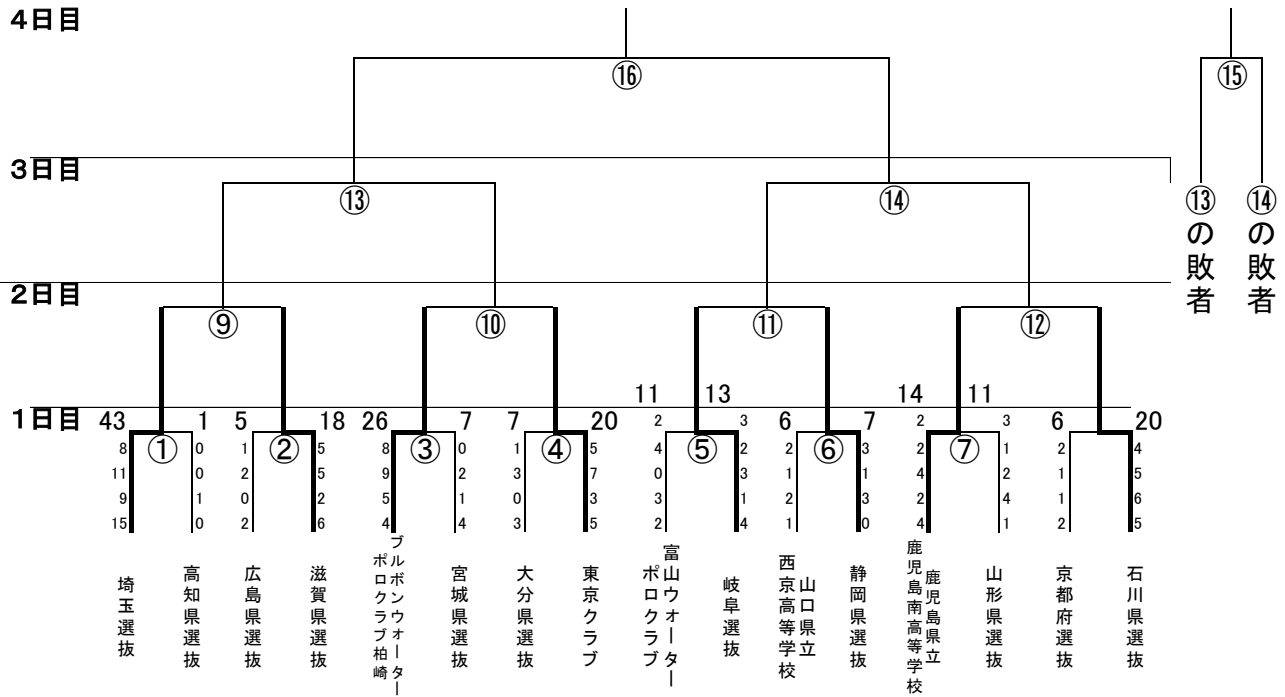 4日目
⑯
⑮
3日目
⑬
⑭
⑬の敗者
⑭の敗者
2日目
⑨
⑩
⑪
⑫
11 13 14 11
1日目
43 1 5 18 26 7 7 20 6 7 6 20
2 3 2 3
① ② ③ ④ ⑤ ⑥ ⑦
8 0 1 5 8 0 1 5 4 2 2 3 2 1 2 4
11 0 2 5 9 2 3 7 0 3 1 1 4 2 1 5
9 1 0 2 5 1 0 3 3 1 2 3 2 4 1 6
15 0 2 6 4 4 3 5 2 4 1 0 4 1 2 5
埼玉選抜
高知県選抜
広島県選抜
滋賀県選抜
ブルボンウォーター
ポロクラブ柏崎
宮城県選抜
大分県選抜
東京クラブ
富山ウォーター
ポロクラブ
岐阜選抜
山口県立
西京高等学校
静岡県選抜
鹿児島県立
鹿児島南高等学校
山形県選抜
京都府選抜
石川県選抜